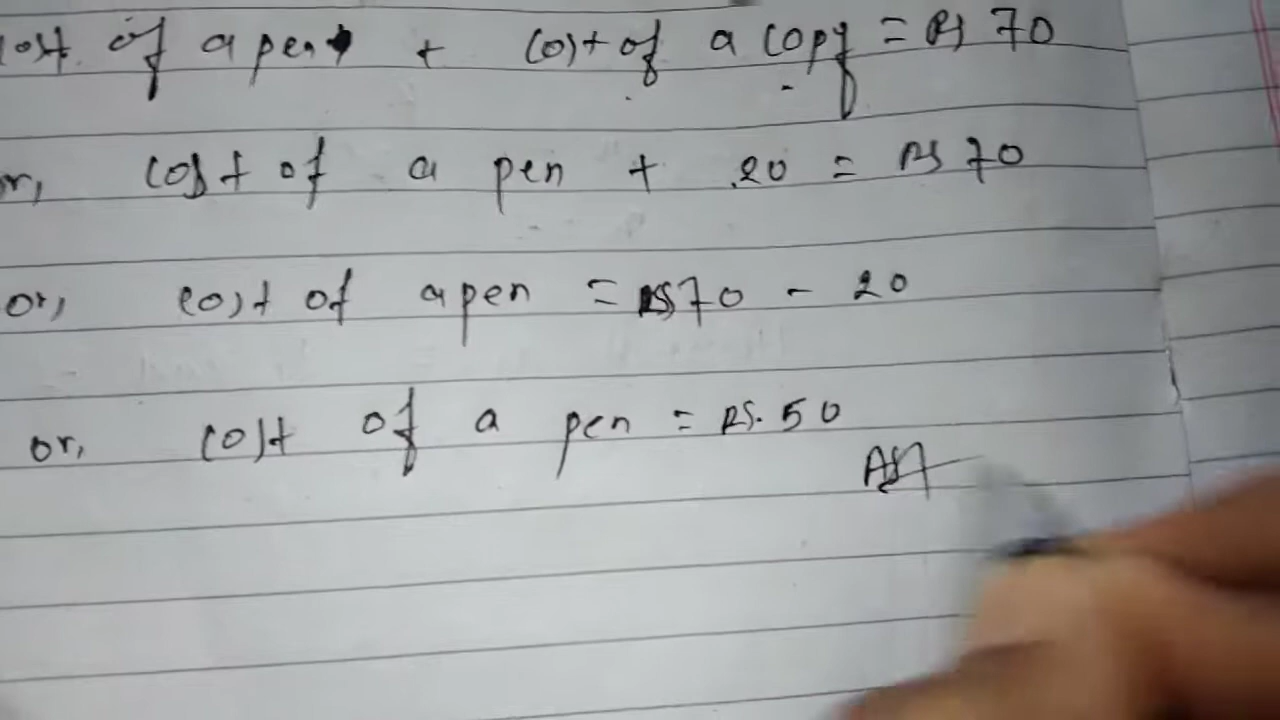 cost of a pen + cost of a copy = Rs 70
or, cost of a pen + 20 = Rs 70
or, cost of a pen = Rs 70 - 20
or, cost of a pen = Rs. 50